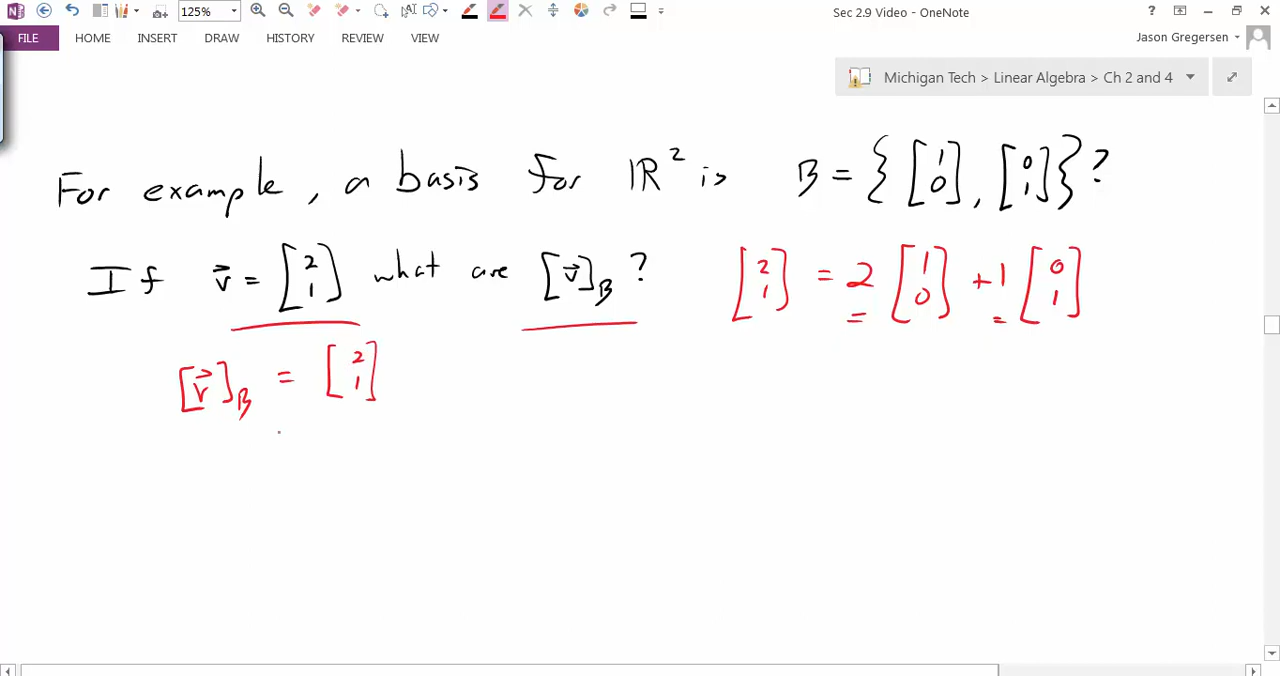 125% Sec 2.9 Video - OneNote ?
FILE HOME INSERT DRAW HISTORY REVIEW VIEW Jason Gregersen
Michigan Tech > Linear Algebra > Ch 2 and 4
For example, a basis for ℝ² is B = { [1 0], [0 1] } ?
If v⃗ = [2 1] what are [v⃗]_B ? [2 1] = 2 [1 0] + 1 [0 1]
[v⃗]_B = [2 1]